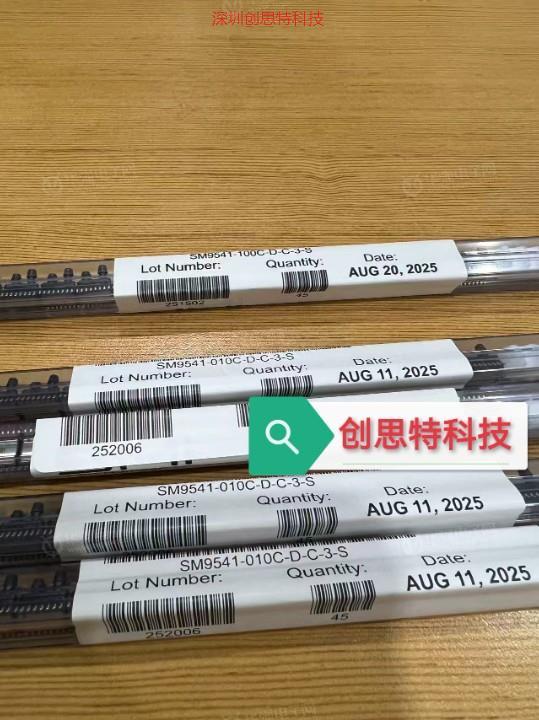 深圳创思特科技
SM9541-100C-D-C-3-S
Lot Number:
Quantity:
Date:
AUG 20, 2025
251502
45
SM9541-010C-D-C-3-S
Lot Number:
Quantity:
Date:
AUG 11, 2025
252006
创思特科技
SM9541-010C-D-C-3-S
Lot Number:
Quantity:
Date:
AUG 11, 2025
SM9541-010C-D-C-3-S
Lot Number:
Quantity:
Date:
AUG 11, 2025
252006
45